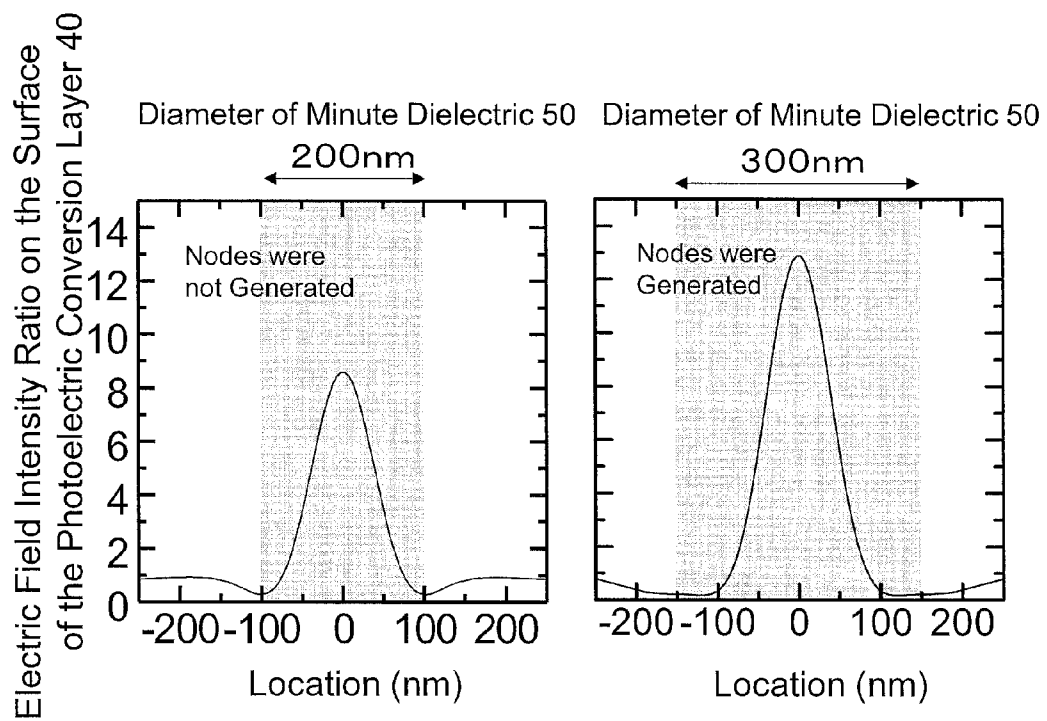 Electric Field Intensity Ratio on the Surface
of the Photoelectric Conversion Layer 40
Diameter of Minute Dielectric 50
200nm
Nodes were
not Generated
14
12
10
8
6
4
2
0
-200 -100 0 100 200
Location (nm)
Diameter of Minute Dielectric 50
300nm
Nodes were
Generated
-200 -100 0 100 200
Location (nm)